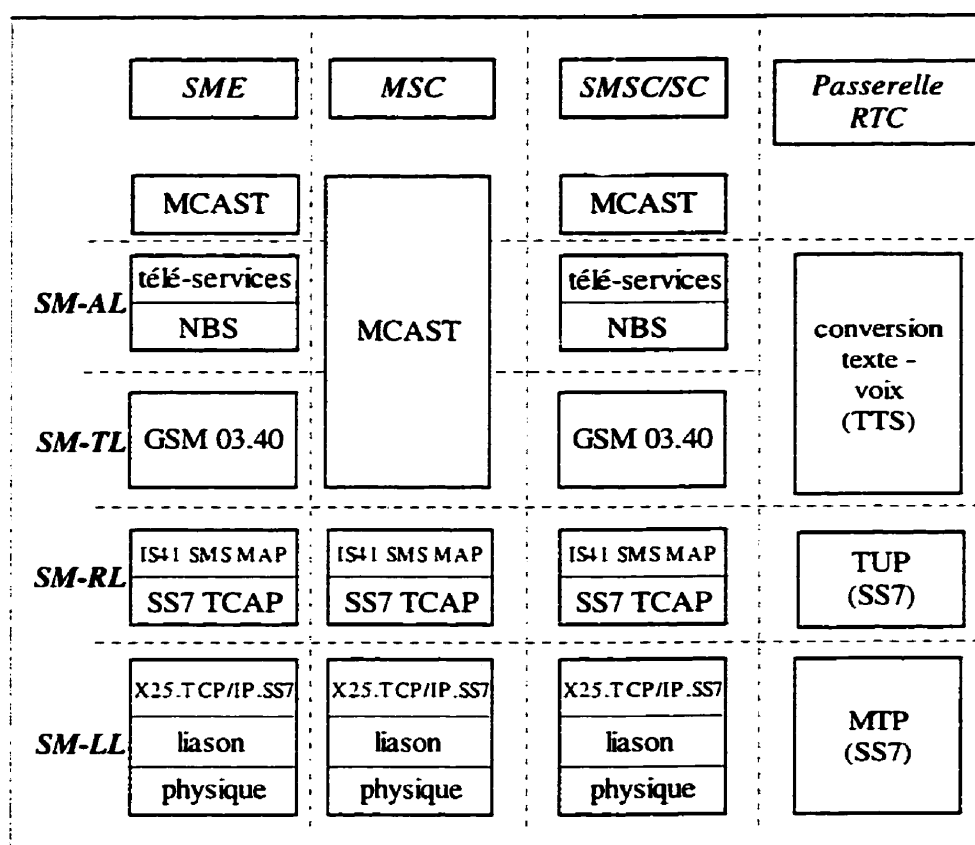 SME
MSC
SMSC/SC
Passerelle
RTC
MCAST
MCAST
MCAST
SM-AL
télé-services
NBS
télé-services
NBS
conversion
texte -
voix
(TTS)
SM-TL
GSM 03.40
GSM 03.40
SM-RL
IS41 SMS MAP
SS7 TCAP
IS41 SMS MAP
SS7 TCAP
IS41 SMS MAP
SS7 TCAP
TUP
(SS7)
SM-LL
X25.TCP/IP.SS7
liason
physique
X25.TCP/IP.SS7
liason
physique
X25.TCP/IP.SS7
liason
physique
MTP
(SS7)